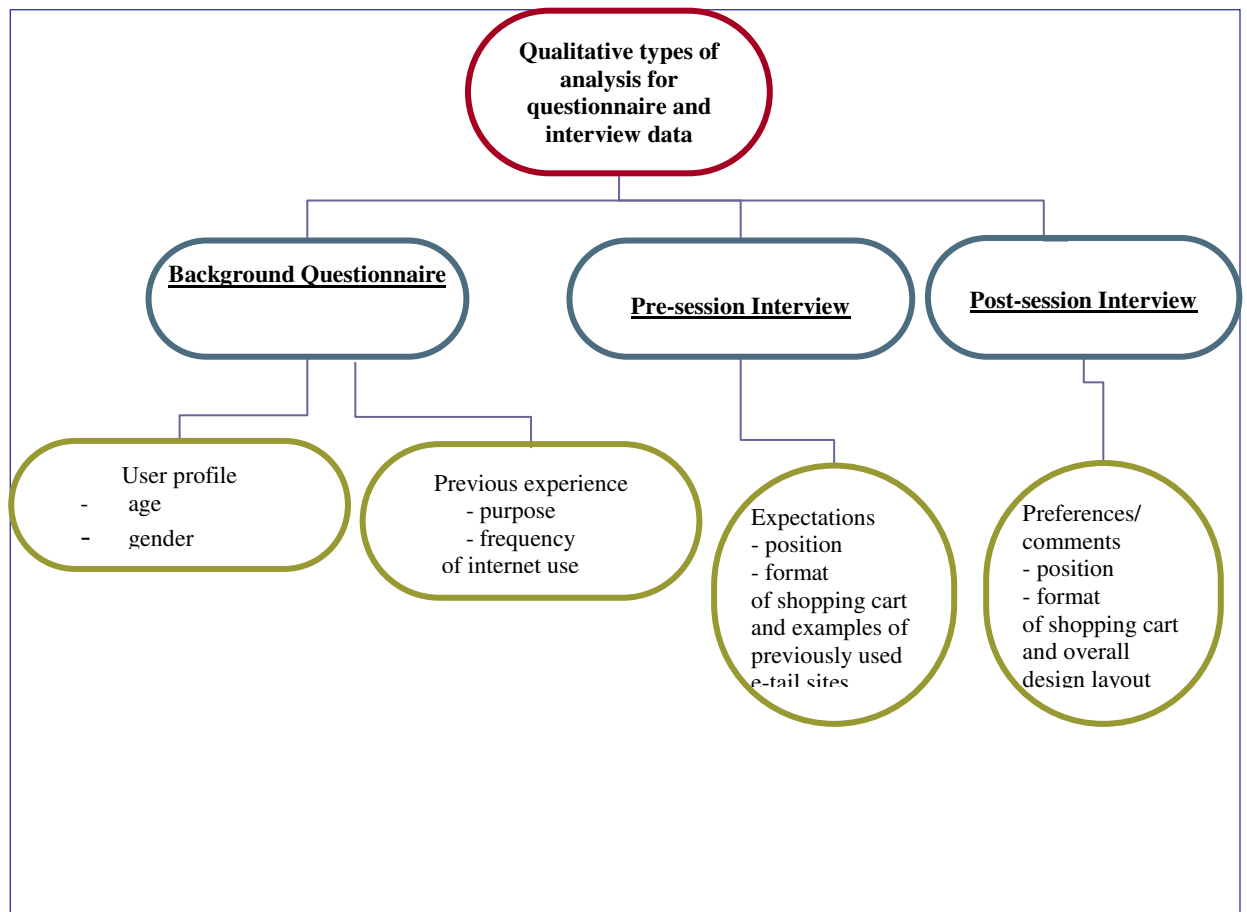 Qualitative types of
analysis for
questionnaire and
interview data
Background Questionnaire
Pre-session Interview
Post-session Interview
User profile
- age
- gender
Previous experience
- purpose
- frequency
of internet use
Expectations
- position
- format
of shopping cart
and examples of
previously used
e-tail sites
Preferences/
comments
- position
- format
of shopping cart
and overall
design layout